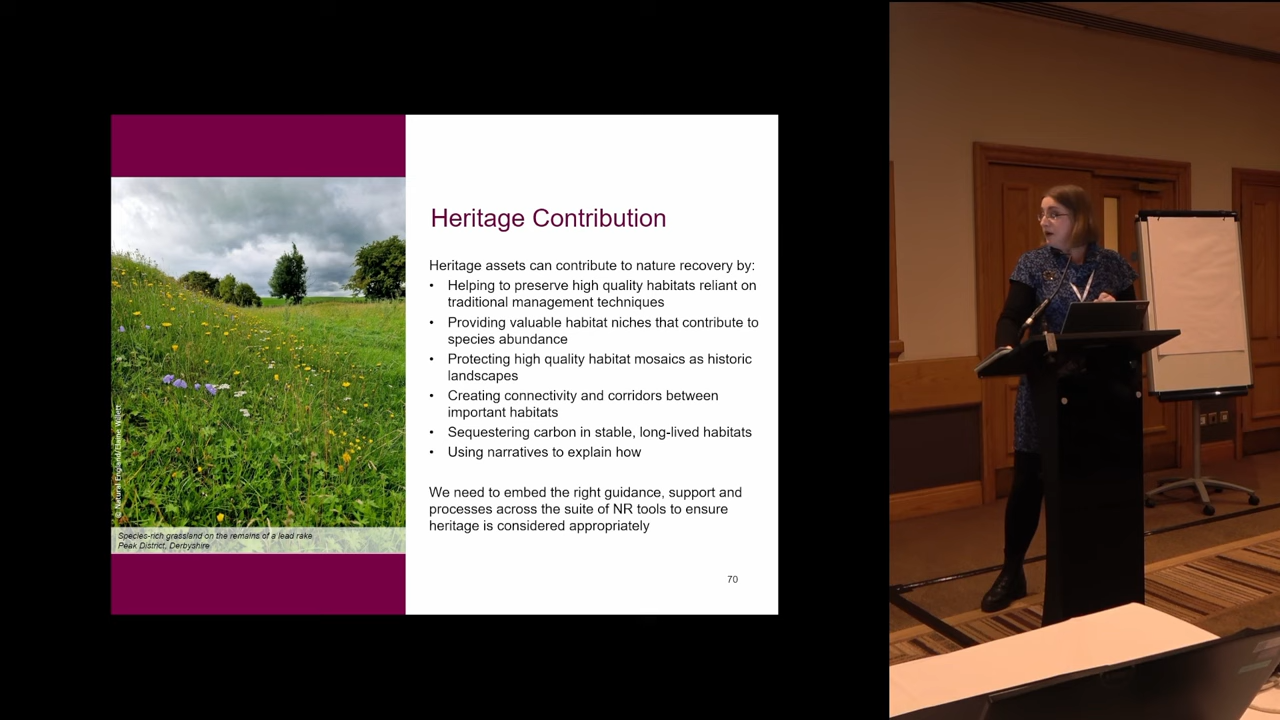 Heritage Contribution
Heritage assets can contribute to nature recovery by:
• Helping to preserve high quality habitats reliant on
traditional management techniques
• Providing valuable habitat niches that contribute to
species abundance
• Protecting high quality habitat mosaics as historic
landscapes
• Creating connectivity and corridors between
important habitats
• Sequestering carbon in stable, long-lived habitats
• Using narratives to explain how
We need to embed the right guidance, support and
processes across the suite of NR tools to ensure
heritage is considered appropriately
© Natural England/Elaine Willett
Species-rich grassland on the remains of a lead rake
Peak District, Derbyshire
70